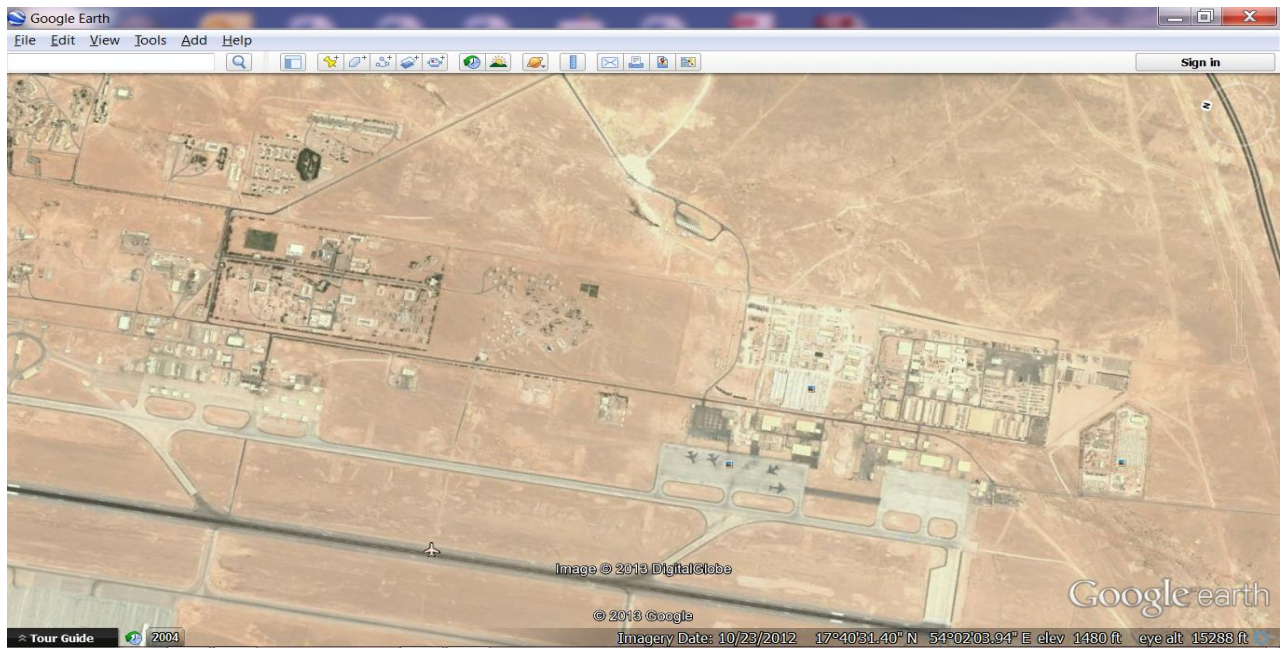 Google Earth
File Edit View Tools Add Help
Sign in
N
Image © 2013 DigitalGlobe
© 2013 Google
Google earth
Tour Guide 2004 Imagery Date: 10/23/2012 17°40'31.40" N 54°02'03.94" E elev 1480 ft eye alt 15288 ft